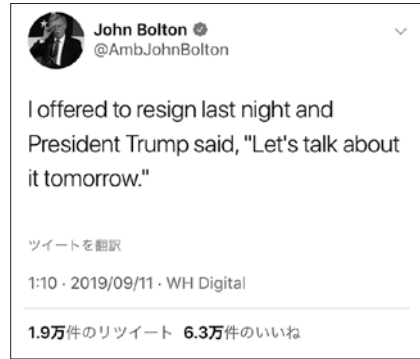 John Bolton
@AmbJohnBolton
I offered to resign last night and
President Trump said, "Let's talk about
it tomorrow."
ツイートを翻訳
1:10 · 2019/09/11 · WH Digital
1.9万件のリツイート 6.3万件のいいね